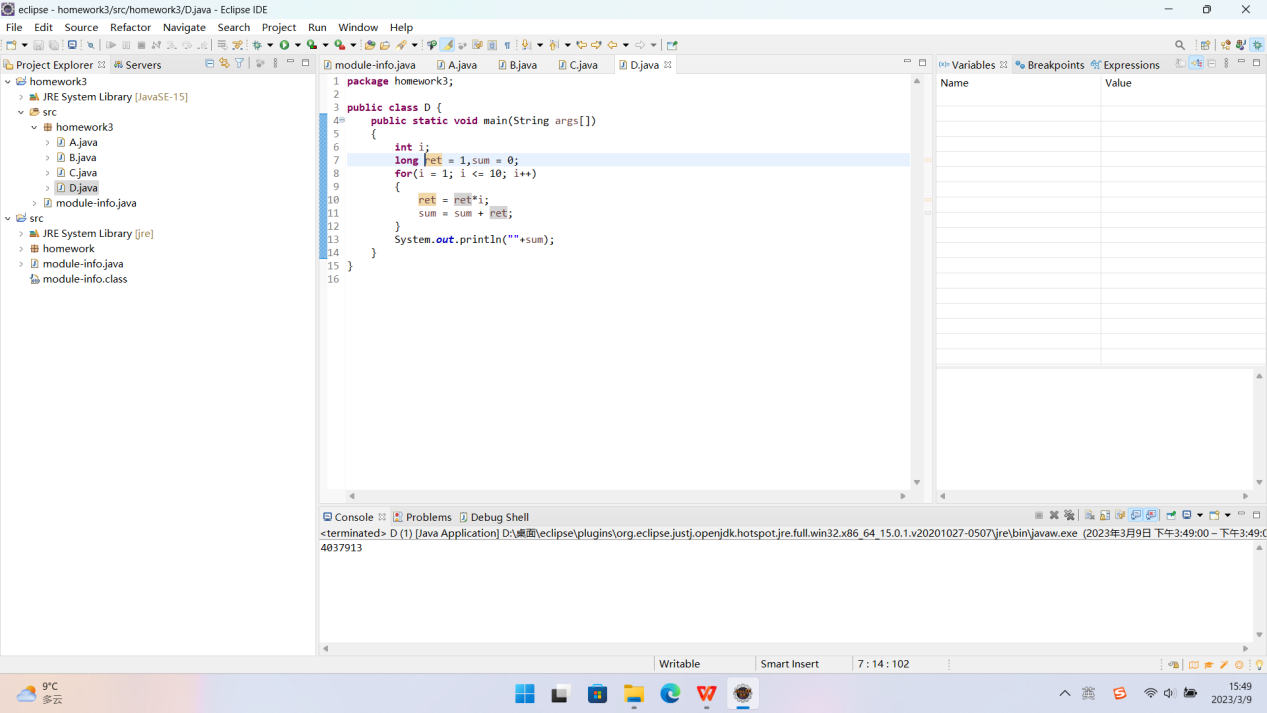 eclipse - homework3/src/homework3/D.java - Eclipse IDE
File Edit Source Refactor Navigate Search Project Run Window Help
Project Explorer Servers
module-info.java A.java B.java C.java D.java
Variables Breakpoints Expressions
homework3
JRE System Library [JavaSE-15]
src
homework3
A.java
B.java
C.java
D.java
module-info.java
src
JRE System Library [jre]
homework
module-info.java
module-info.class
1 package homework3;
2
3 public class D {
4 public static void main(String args[])
5 {
6 int i;
7 long ret = 1,sum = 0;
8 for(i = 1; i <= 10; i++)
9 {
10 ret = ret*i;
11 sum = sum + ret;
12 }
13 System.out.println(""+sum);
14 }
15 }
16
Name Value
Console Problems Debug Shell
<terminated> D (1) [Java Application] D:\桌面\eclipse\plugins\org.eclipse.justj.openjdk.hotspot.jre.full.win32.x86_64_15.0.1.v20201027-0507\jre\bin\javaw.exe (2023年3月9日 下午3:49:00 – 下午3:49:0
4037913
Writable Smart Insert 7 : 14 : 102
9°C
多云
英
15:49
2023/3/9